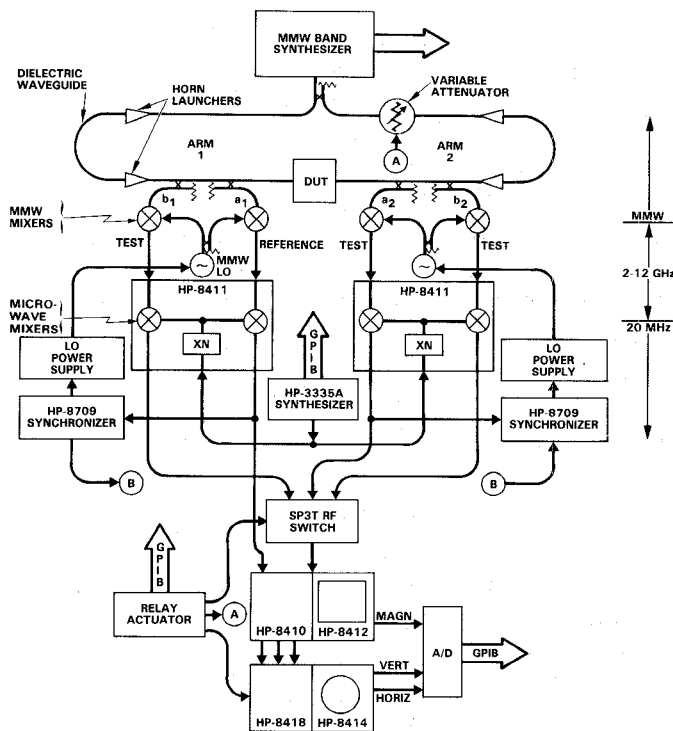 MMW BAND
SYNTHESIZER
DIELECTRIC
WAVEGUIDE
HORN
LAUNCHERS
VARIABLE
ATTENUATOR
ARM
1
A
ARM
2
DUT
b1
a1
a2
b2
MMW
MIXERS
TEST
REFERENCE
TEST
TEST
MMW
MMW
LO
~
~
HP-8411
HP-8411
2-12 GHz
MICRO-
WAVE
MIXERS
XN
XN
GPIB
20 MHz
LO
POWER
SUPPLY
LO
POWER
SUPPLY
HP-3335A
SYNTHESIZER
HP-8709
SYNCHRONIZER
HP-8709
SYNCHRONIZER
B
B
SP3T RF
SWITCH
GPIB
RELAY
ACTUATOR
A
HP-8410
HP-8412
MAGN
A/D
GPIB
VERT
HORIZ
HP-8418
HP-8414